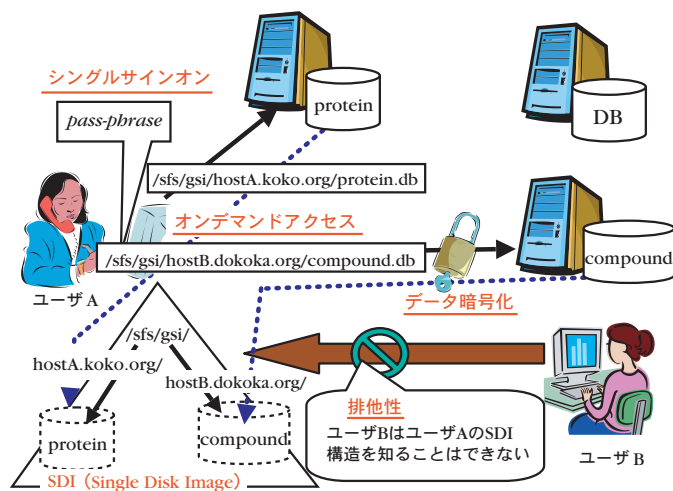 シングルサインオン
pass-phrase
protein
DB
/sfs/gsi/hostA.koko.org/protein.db
オンデマンドアクセス
/sfs/gsi/hostB.dokoka.org/compound.db
compound
ユーザA
データ暗号化
/sfs/gsi/
hostA.koko.org/
hostB.dokoka.org/
protein
compound
SDI（Single Disk Image）
排他性
ユーザBはユーザAのSDI
構造を知ることはできない
ユーザB